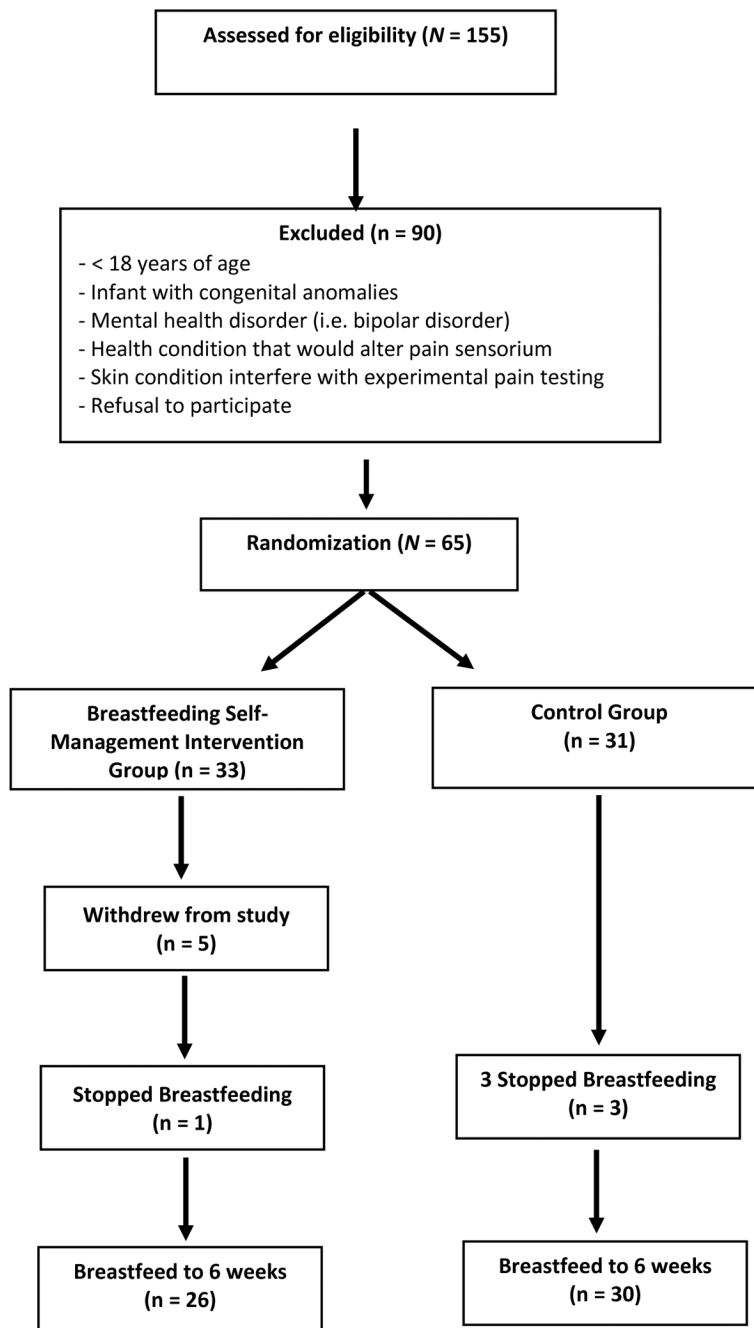 Assessed for eligibility (N = 155)
Excluded (n = 90)
- < 18 years of age
- Infant with congenital anomalies
- Mental health disorder (i.e. bipolar disorder)
- Health condition that would alter pain sensorium
- Skin condition interfere with experimental pain testing
- Refusal to participate
Randomization (N = 65)
Breastfeeding Self-
Management Intervention
Group (n = 33)
Control Group
(n = 31)
Withdrew from study
(n = 5)
Stopped Breastfeeding
(n = 1)
3 Stopped Breastfeeding
(n = 3)
Breastfeed to 6 weeks
(n = 26)
Breastfeed to 6 weeks
(n = 30)